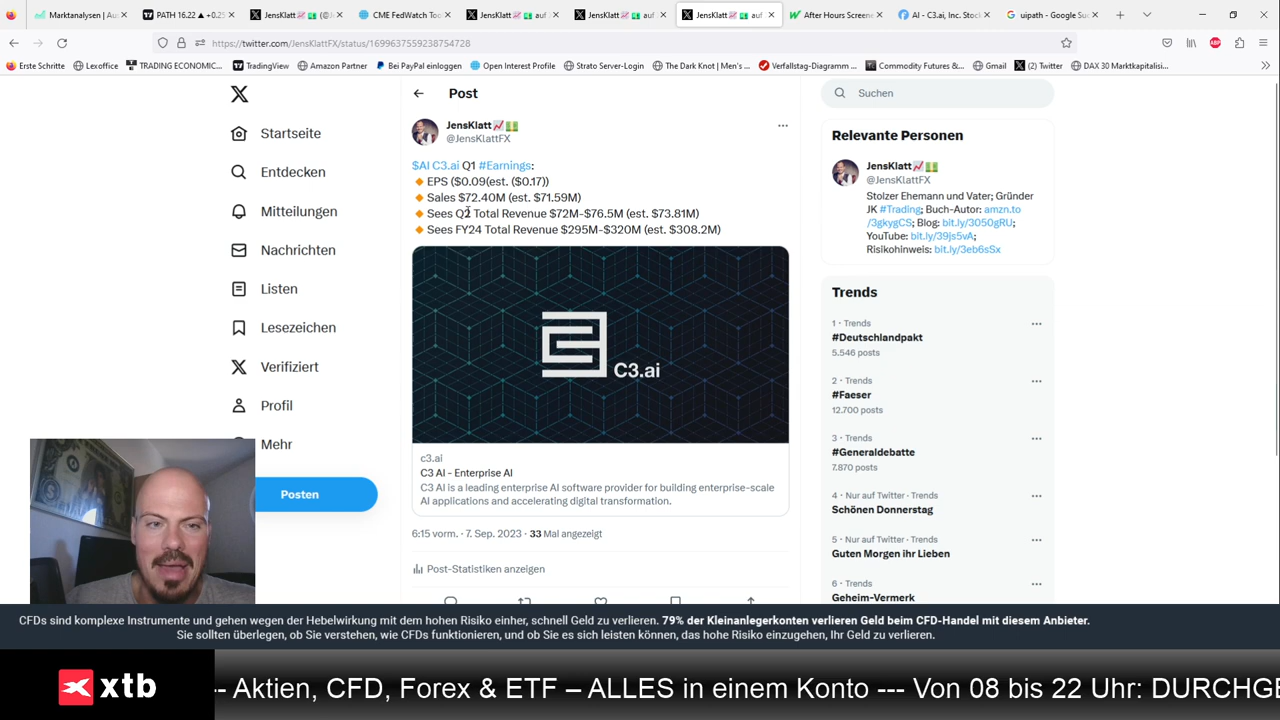 Marktanalysen | Aus
PATH 16.22 ▲ +0.25
JensKlatt📈💵 (@Je
CME FedWatch Too
JensKlatt📈💵 auf X
JensKlatt📈💵 auf X
JensKlatt📈💵 auf
After Hours Screene
AI - C3.ai, Inc. Stock
uipath - Google Suc
https://twitter.com/JensKlattFX/status/1699637559238754728
Erste Schritte
Lexoffice
TRADING ECONOMIC...
TradingView
Amazon Partner
Bei PayPal einloggen
Open Interest Profile
Strato Server-Login
The Dark Knot | Men's ...
Verfallstag-Diagramm ...
Commodity Futures &...
Gmail
(2) Twitter
DAX 30 Marktkapitalisi...
Startseite
Entdecken
Mitteilungen
Nachrichten
Listen
Lesezeichen
Verifiziert
Profil
Mehr
Posten
Post
JensKlatt📈💵
@JensKlattFX
$AI C3.ai Q1 #Earnings:
🔸EPS ($0.09(est. ($0.17))
🔸Sales $72.40M (est. $71.59M)
🔸Sees Q2 Total Revenue $72M-$76.5M (est. $73.81M)
🔸Sees FY24 Total Revenue $295M-$320M (est. $308.2M)
C3.ai
c3.ai
C3 AI - Enterprise AI
C3 AI is a leading enterprise AI software provider for building enterprise-scale
AI applications and accelerating digital transformation.
6:15 vorm. · 7. Sep. 2023 · 33 Mal angezeigt
Post-Statistiken anzeigen
Suchen
Relevante Personen
JensKlatt📈💵
@JensKlattFX
Stolzer Ehemann und Vater; Gründer
JK #Trading; Buch-Autor: amzn.to
/3gkygCS; Blog: bit.ly/3050gRU;
YouTube: bit.ly/39js5vA;
Risikohinweis: bit.ly/3eb6sSx
Trends
1 · Trends
#Deutschlandpakt
5.546 posts
2 · Trends
#Faeser
12.700 posts
3 · Trends
#Generaldebatte
7.870 posts
4 · Nur auf Twitter · Trends
Schönen Donnerstag
5 · Nur auf Twitter · Trends
Guten Morgen ihr Lieben
6 · Trends
Geheim-Vermerk
CFDs sind komplexe Instrumente und gehen wegen der Hebelwirkung mit dem hohen Risiko einher, schnell Geld zu verlieren. 79% der Kleinanlegerkonten verlieren Geld beim CFD-Handel mit diesem Anbieter.
Sie sollten überlegen, ob Sie verstehen, wie CFDs funktionieren, und ob Sie es sich leisten können, das hohe Risiko einzugehen, Ihr Geld zu verlieren.
xtb
-- Aktien, CFD, Forex & ETF – ALLES in einem Konto --- Von 08 bis 22 Uhr: DURCHGE